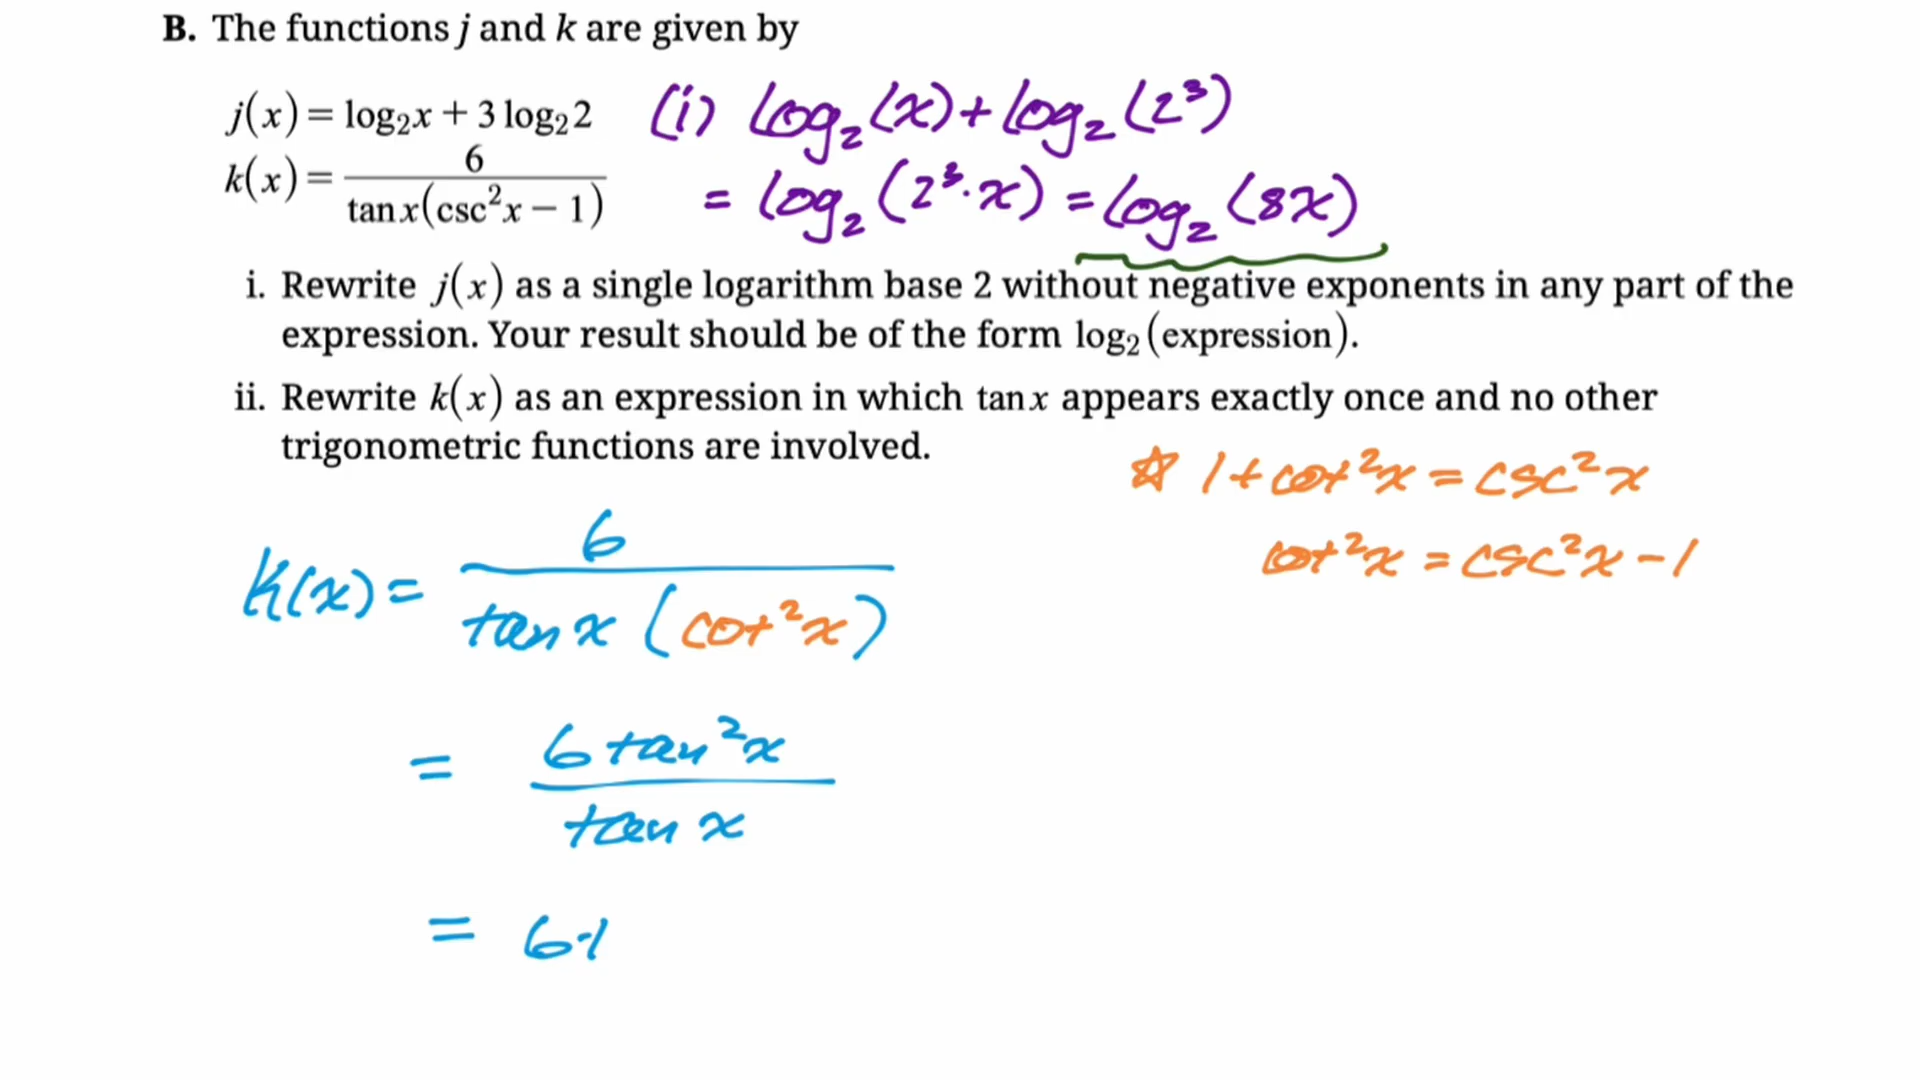 B. The functions j and k are given by
j(x) = log₂x + 3 log₂2
(i) log₂(x) + log₂(2³)
k(x) = 6 / tan x(csc²x − 1)
= log₂(2³·x) = log₂(8x)
i. Rewrite j(x) as a single logarithm base 2 without negative exponents in any part of the
expression. Your result should be of the form log₂(expression).
ii. Rewrite k(x) as an expression in which tan x appears exactly once and no other
trigonometric functions are involved.
☆ 1 + cot²x = csc²x
cot²x = csc²x − 1
K(x) = 6 / tan x (cot²x)
= 6 tan²x / tan x
= 6